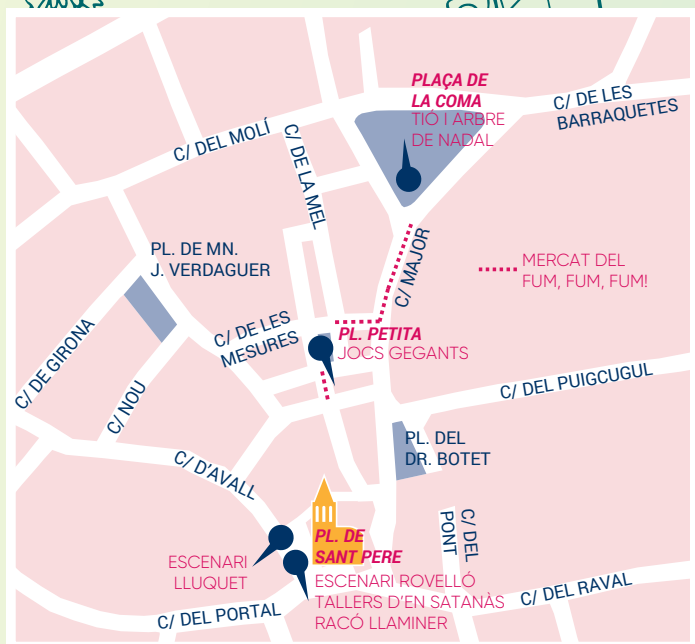 PLAÇA DE
LA COMA
TIÓ I ARBRE
DE NADAL
C/ DE LES
BARRAQUETES
C/ DEL MOLÍ
C/ DE LA MEL
PL. DE MN.
J. VERDAGUER
C/ MAJOR
MERCAT DEL
FUM, FUM, FUM!
C/ DE LES
MESURES
PL. PETITA
JOCS GEGANTS
C/ DE GIRONA
C/ NOU
C/ DEL PUIGCUGUL
PL. DEL
DR. BOTET
C/ D'AVALL
C/ DEL
PONT
PL. DE
SANT PERE
ESCENARI
LLUQUET
ESCENARI ROVELLÓ
TALLERS D'EN SATANÀS
RACÓ LLAMINER
C/ DEL RAVAL
C/ DEL PORTAL